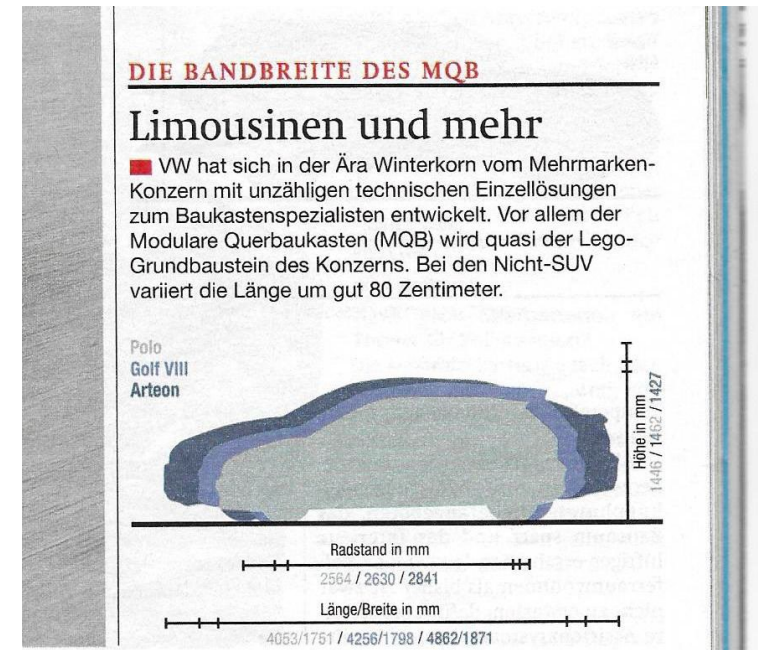 DIE BANDBREITE DES MQB
Limousinen und mehr
VW hat sich in der Ära Winterkorn vom Mehrmarken-
Konzern mit unzähligen technischen Einzellösungen
zum Baukastenspezialisten entwickelt. Vor allem der
Modulare Querbaukasten (MQB) wird quasi der Lego-
Grundbaustein des Konzerns. Bei den Nicht-SUV
variiert die Länge um gut 80 Zentimeter.
Polo
Golf VIII
Arteon
Höhe in mm
1446 / 1462 / 1427
Radstand in mm
2564 / 2630 / 2841
Länge/Breite in mm
4053/1751 / 4256/1798 / 4862/1871